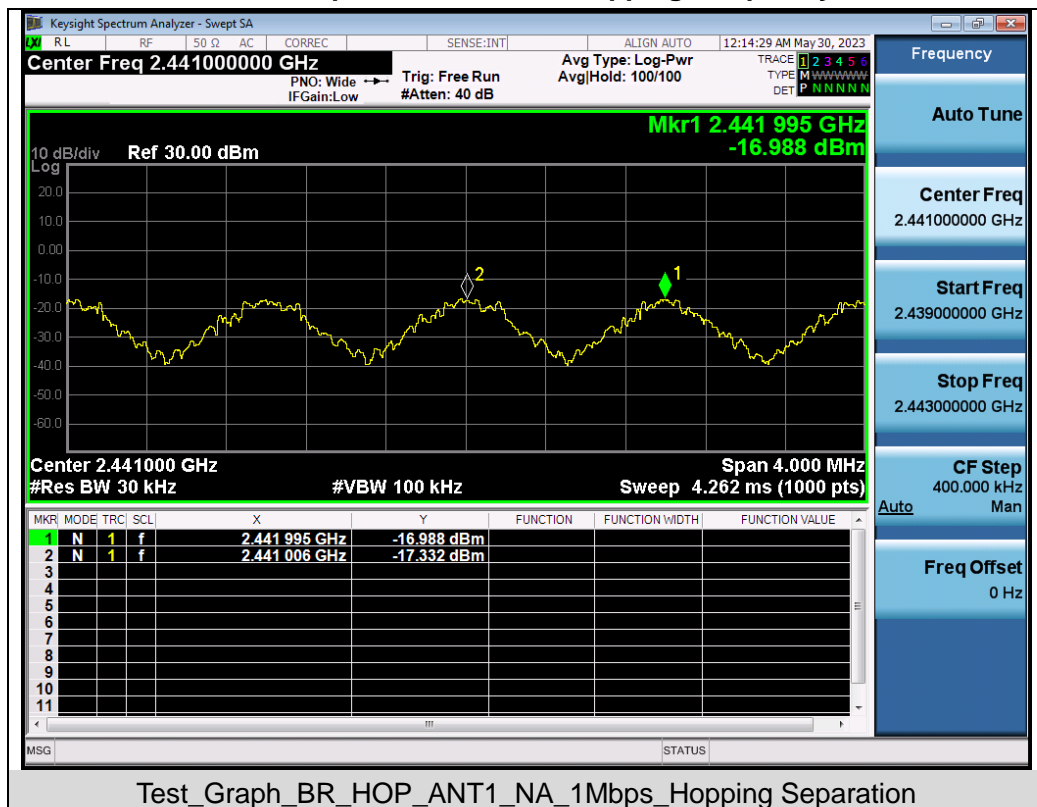 Keysight Spectrum Analyzer - Swept SA
LXI RL RF 50 Ω AC CORREC SENSE:INT ALIGN AUTO 12:14:29 AM May 30, 2023
Center Freq 2.441000000 GHz
PNO: Wide
IFGain:Low
Trig: Free Run
#Atten: 40 dB
Avg Type: Log-Pwr
Avg|Hold: 100/100
TRACE 1 2 3 4 5 6
TYPE M WWWWW
DET P N N N N N
Mkr1 2.441 995 GHz
-16.988 dBm
10 dB/div Ref 30.00 dBm
Log
20.0
10.0
0.00
-10.0
-20.0
-30.0
-40.0
-50.0
-60.0
2
1
Center 2.441000 GHz Span 4.000 MHz
#Res BW 30 kHz #VBW 100 kHz Sweep 4.262 ms (1000 pts)
MKR MODE TRC SCL X Y FUNCTION FUNCTION WIDTH FUNCTION VALUE
1 N 1 f 2.441 995 GHz -16.988 dBm
2 N 1 f 2.441 006 GHz -17.332 dBm
3
4
5
6
7
8
9
10
11
MSG STATUS
Frequency
Auto Tune
Center Freq
2.441000000 GHz
Start Freq
2.439000000 GHz
Stop Freq
2.443000000 GHz
CF Step
400.000 kHz
Auto Man
Freq Offset
0 Hz
Test_Graph_BR_HOP_ANT1_NA_1Mbps_Hopping Separation